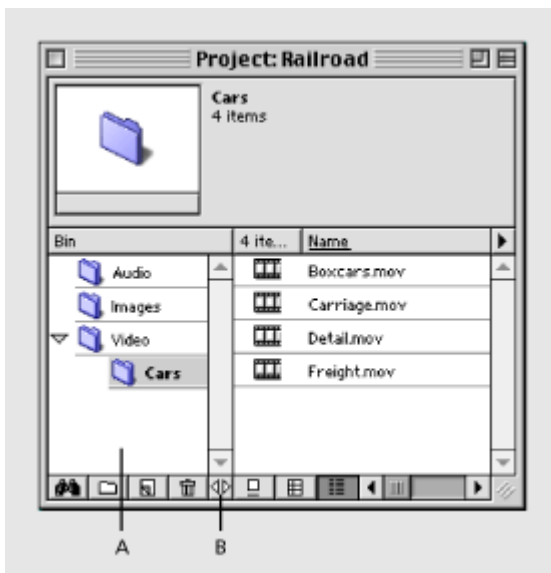 Project: Railroad
Cars
4 items
Bin
4 ite... Name
Audio
Images
Video
Cars
Boxcars.mov
Carriage.mov
Detail.mov
Freight.mov
A
B